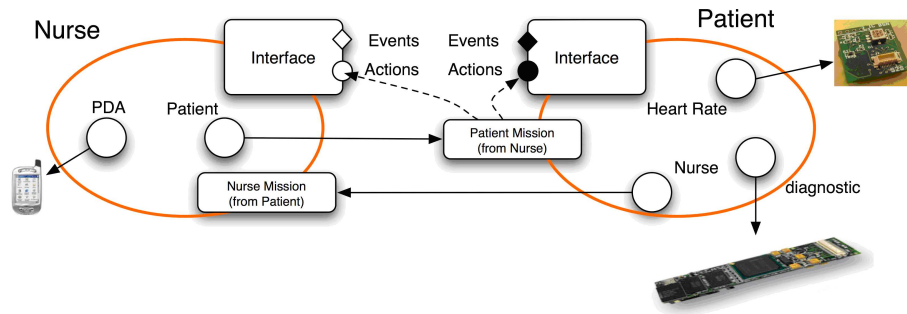 Nurse
Patient
Interface
Events
Actions
Events
Actions
Interface
PDA
Patient
Heart Rate
Patient Mission
(from Nurse)
Nurse Mission
(from Patient)
Nurse
diagnostic